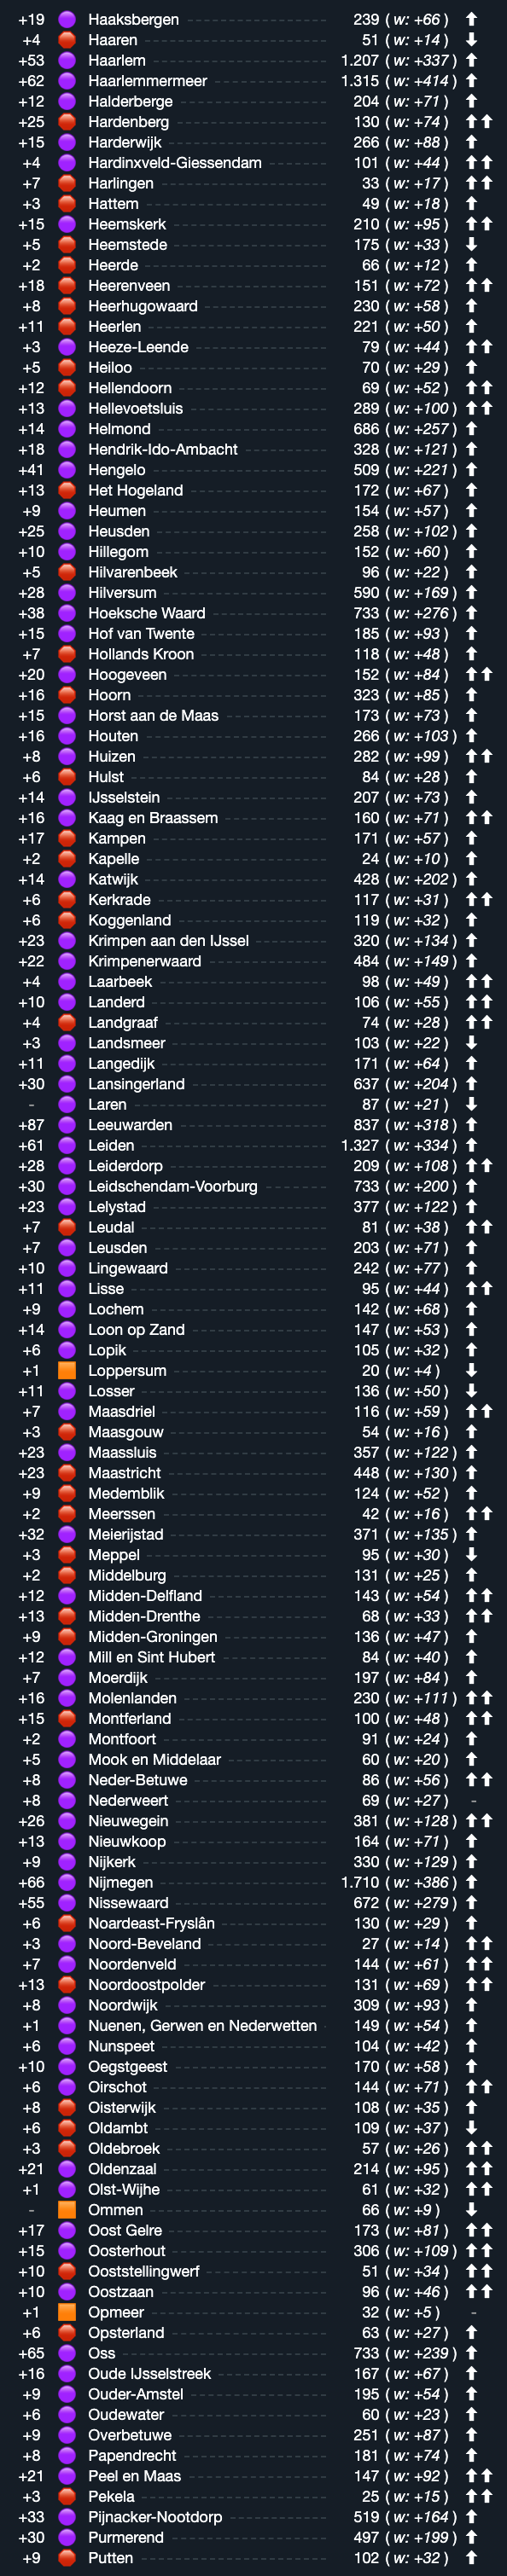 +19 Haaksbergen 239 ( w: +66 ) ⬆
+4 Haaren 51 ( w: +14 ) ⬇
+53 Haarlem 1.207 ( w: +337 ) ⬆
+62 Haarlemmermeer 1.315 ( w: +414 ) ⬆
+12 Halderberge 204 ( w: +71 ) ⬆
+25 Hardenberg 130 ( w: +74 ) ⬆⬆
+15 Harderwijk 266 ( w: +88 ) ⬆
+4 Hardinxveld-Giessendam 101 ( w: +44 ) ⬆⬆
+7 Harlingen 33 ( w: +17 ) ⬆⬆
+3 Hattem 49 ( w: +18 ) ⬆
+15 Heemskerk 210 ( w: +95 ) ⬆⬆
+5 Heemstede 175 ( w: +33 ) ⬇
+2 Heerde 66 ( w: +12 ) ⬆
+18 Heerenveen 151 ( w: +72 ) ⬆⬆
+8 Heerhugowaard 230 ( w: +58 ) ⬆
+11 Heerlen 221 ( w: +50 ) ⬆
+3 Heeze-Leende 79 ( w: +44 ) ⬆⬆
+5 Heiloo 70 ( w: +29 ) ⬆
+12 Hellendoorn 69 ( w: +52 ) ⬆⬆
+13 Hellevoetsluis 289 ( w: +100 ) ⬆⬆
+14 Helmond 686 ( w: +257 ) ⬆
+18 Hendrik-Ido-Ambacht 328 ( w: +121 ) ⬆
+41 Hengelo 509 ( w: +221 ) ⬆
+13 Het Hogeland 172 ( w: +67 ) ⬆
+9 Heumen 154 ( w: +57 ) ⬆
+25 Heusden 258 ( w: +102 ) ⬆
+10 Hillegom 152 ( w: +60 ) ⬆
+5 Hilvarenbeek 96 ( w: +22 ) ⬆
+28 Hilversum 590 ( w: +169 ) ⬆
+38 Hoeksche Waard 733 ( w: +276 ) ⬆
+15 Hof van Twente 185 ( w: +93 ) ⬆
+7 Hollands Kroon 118 ( w: +48 ) ⬆
+20 Hoogeveen 152 ( w: +84 ) ⬆⬆
+16 Hoorn 323 ( w: +85 ) ⬆
+15 Horst aan de Maas 173 ( w: +73 ) ⬆
+16 Houten 266 ( w: +103 ) ⬆
+8 Huizen 282 ( w: +99 ) ⬆⬆
+6 Hulst 84 ( w: +28 ) ⬆
+14 IJsselstein 207 ( w: +73 ) ⬆
+16 Kaag en Braassem 160 ( w: +71 ) ⬆⬆
+17 Kampen 171 ( w: +57 ) ⬆
+2 Kapelle 24 ( w: +10 ) ⬆
+14 Katwijk 428 ( w: +202 ) ⬆
+6 Kerkrade 117 ( w: +31 ) ⬆⬆
+6 Koggenland 119 ( w: +32 ) ⬆
+23 Krimpen aan den IJssel 320 ( w: +134 ) ⬆
+22 Krimpenerwaard 484 ( w: +149 ) ⬆
+4 Laarbeek 98 ( w: +49 ) ⬆⬆
+10 Landerd 106 ( w: +55 ) ⬆⬆
+4 Landgraaf 74 ( w: +28 ) ⬆⬆
+3 Landsmeer 103 ( w: +22 ) ⬇
+11 Langedijk 171 ( w: +64 ) ⬆
+30 Lansingerland 637 ( w: +204 ) ⬆
- Laren 87 ( w: +21 ) ⬇
+87 Leeuwarden 837 ( w: +318 ) ⬆
+61 Leiden 1.327 ( w: +334 ) ⬆
+28 Leiderdorp 209 ( w: +108 ) ⬆⬆
+30 Leidschendam-Voorburg 733 ( w: +200 ) ⬆
+23 Lelystad 377 ( w: +122 ) ⬆
+7 Leudal 81 ( w: +38 ) ⬆⬆
+7 Leusden 203 ( w: +71 ) ⬆
+10 Lingewaard 242 ( w: +77 ) ⬆
+11 Lisse 95 ( w: +44 ) ⬆⬆
+9 Lochem 142 ( w: +68 ) ⬆
+14 Loon op Zand 147 ( w: +53 ) ⬆
+6 Lopik 105 ( w: +32 ) ⬆
+1 Loppersum 20 ( w: +4 ) ⬇
+11 Losser 136 ( w: +50 ) ⬇
+7 Maasdriel 116 ( w: +59 ) ⬆⬆
+3 Maasgouw 54 ( w: +16 ) ⬆
+23 Maassluis 357 ( w: +122 ) ⬆
+23 Maastricht 448 ( w: +130 ) ⬆
+9 Medemblik 124 ( w: +52 ) ⬆
+2 Meerssen 42 ( w: +16 ) ⬆⬆
+32 Meierijstad 371 ( w: +135 ) ⬆
+3 Meppel 95 ( w: +30 ) ⬇
+2 Middelburg 131 ( w: +25 ) ⬆
+12 Midden-Delfland 143 ( w: +54 ) ⬆⬆
+13 Midden-Drenthe 68 ( w: +33 ) ⬆⬆
+9 Midden-Groningen 136 ( w: +47 ) ⬆
+12 Mill en Sint Hubert 84 ( w: +40 ) ⬆
+7 Moerdijk 197 ( w: +84 ) ⬆
+16 Molenlanden 230 ( w: +111 ) ⬆⬆
+15 Montferland 100 ( w: +48 ) ⬆⬆
+2 Montfoort 91 ( w: +24 ) ⬆
+5 Mook en Middelaar 60 ( w: +20 ) ⬆
+8 Neder-Betuwe 86 ( w: +56 ) ⬆⬆
+8 Nederweert 69 ( w: +27 ) -
+26 Nieuwegein 381 ( w: +128 ) ⬆⬆
+13 Nieuwkoop 164 ( w: +71 ) ⬆
+9 Nijkerk 330 ( w: +129 ) ⬆
+66 Nijmegen 1.710 ( w: +386 ) ⬆
+55 Nissewaard 672 ( w: +279 ) ⬆
+6 Noardeast-Fryslân 130 ( w: +29 ) ⬆
+3 Noord-Beveland 27 ( w: +14 ) ⬆⬆
+7 Noordenveld 144 ( w: +61 ) ⬆⬆
+13 Noordoostpolder 131 ( w: +69 ) ⬆⬆
+8 Noordwijk 309 ( w: +93 ) ⬆
+1 Nuenen, Gerwen en Nederwetten 149 ( w: +54 ) ⬆
+6 Nunspeet 104 ( w: +42 ) ⬆
+10 Oegstgeest 170 ( w: +58 ) ⬆
+6 Oirschot 144 ( w: +71 ) ⬆⬆
+8 Oisterwijk 108 ( w: +35 ) ⬆
+6 Oldambt 109 ( w: +37 ) ⬇
+3 Oldebroek 57 ( w: +26 ) ⬆⬆
+21 Oldenzaal 214 ( w: +95 ) ⬆⬆
+1 Olst-Wijhe 61 ( w: +32 ) ⬆⬆
- Ommen 66 ( w: +9 ) ⬇
+17 Oost Gelre 173 ( w: +81 ) ⬆⬆
+15 Oosterhout 306 ( w: +109 ) ⬆⬆
+10 Ooststellingwerf 51 ( w: +34 ) ⬆⬆
+10 Oostzaan 96 ( w: +46 ) ⬆⬆
+1 Opmeer 32 ( w: +5 ) -
+6 Opsterland 63 ( w: +27 ) ⬆
+65 Oss 733 ( w: +239 ) ⬆
+16 Oude IJsselstreek 167 ( w: +67 ) ⬆
+9 Ouder-Amstel 195 ( w: +54 ) ⬆
+6 Oudewater 60 ( w: +23 ) ⬆
+9 Overbetuwe 251 ( w: +87 ) ⬆
+8 Papendrecht 181 ( w: +74 ) ⬆
+21 Peel en Maas 147 ( w: +92 ) ⬆⬆
+3 Pekela 25 ( w: +15 ) ⬆⬆
+33 Pijnacker-Nootdorp 519 ( w: +164 ) ⬆
+30 Purmerend 497 ( w: +199 ) ⬆
+9 Putten 102 ( w: +32 ) ⬆